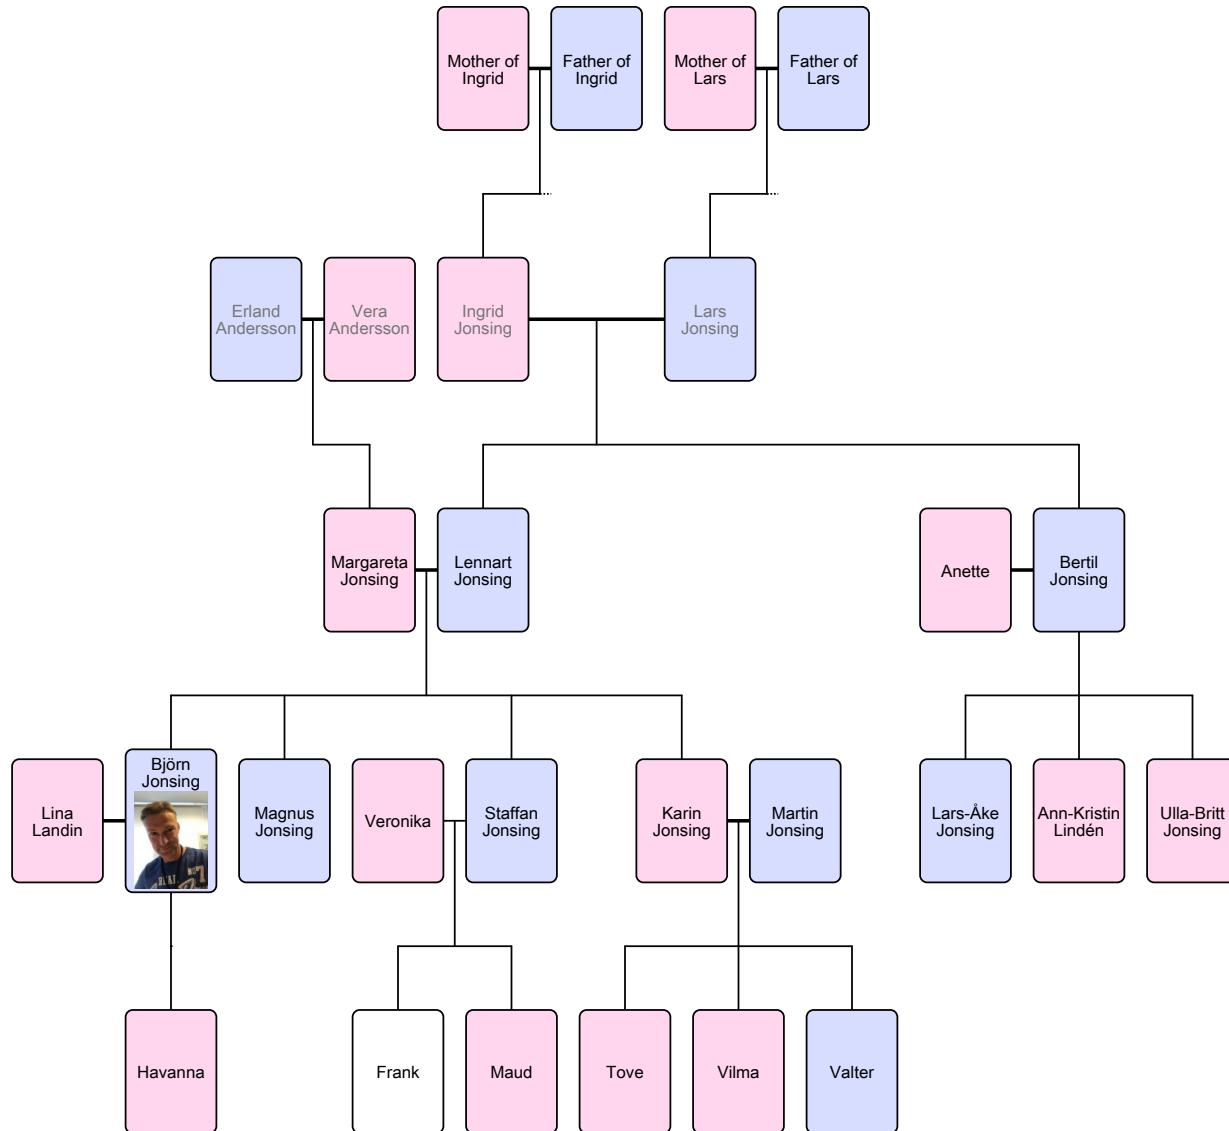 Mother of
Ingrid
Father of
Ingrid
Mother of
Lars
Father of
Lars
Erland
Andersson
Vera
Andersson
Ingrid
Jonsing
Lars
Jonsing
Margareta
Jonsing
Lennart
Jonsing
Anette
Bertil
Jonsing
Lina
Landin
Björn
Jonsing
Magnus
Jonsing
Veronika
Staffan
Jonsing
Karin
Jonsing
Martin
Jonsing
Lars-Åke
Jonsing
Ann-Kristin
Lindén
Ulla-Britt
Jonsing
Havanna
Frank
Maud
Tove
Vilma
Valter